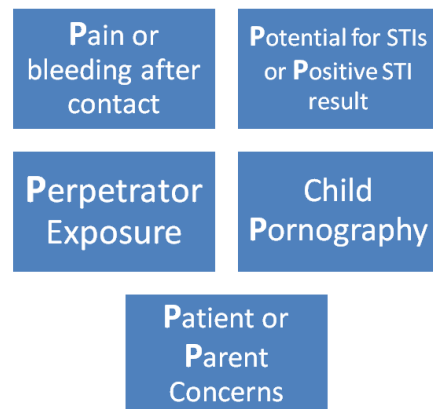 Pain or
bleeding after
contact
Potential for STIs
or Positive STI
result
Perpetrator
Exposure
Child
Pornography
Patient or
Parent
Concerns